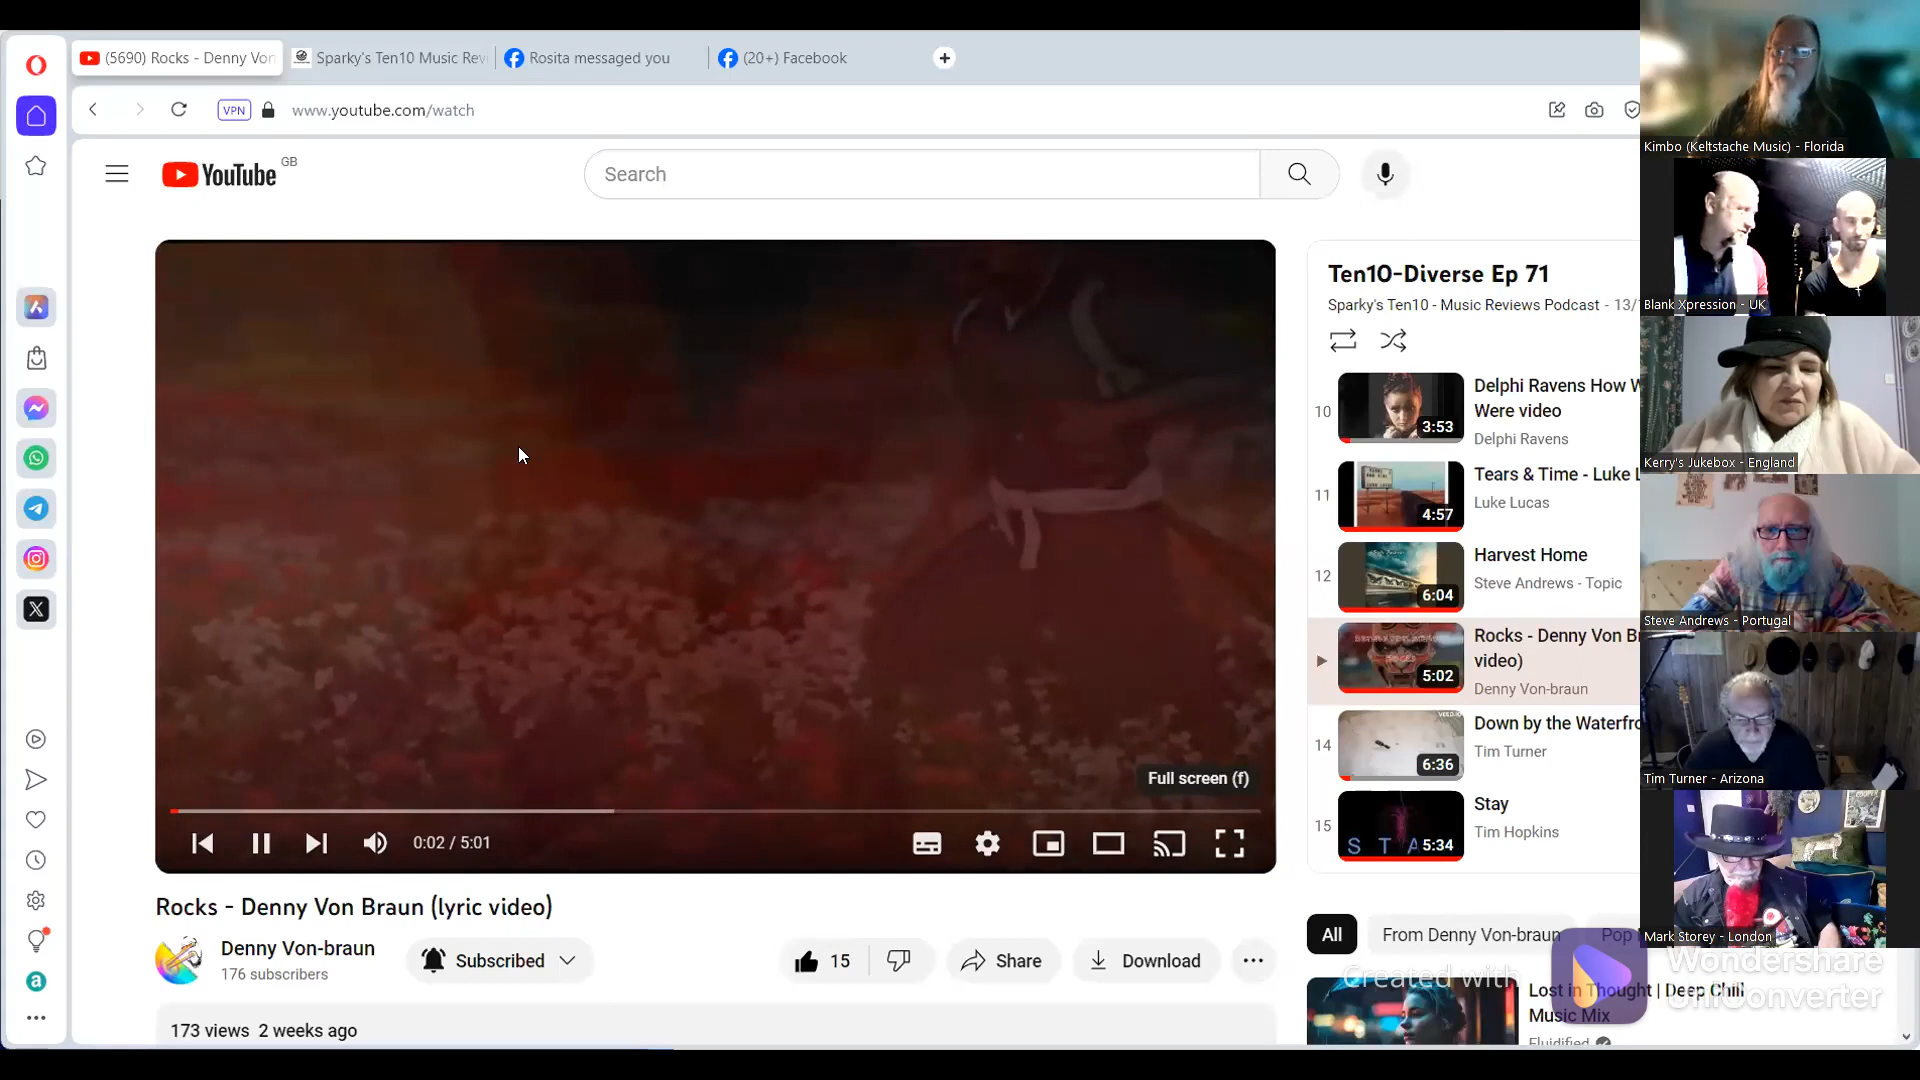 (5690) Rocks - Denny Von
Sparky's Ten10 Music Rev
Rosita messaged you
(20+) Facebook
VPN
www.youtube.com/watch
YouTube
GB
Search
Ten10-Diverse Ep 71
Sparky's Ten10 - Music Reviews Podcast - 13/
10
3:53
Delphi Ravens How W
Were video
Delphi Ravens
11
4:57
Tears & Time - Luke L
Luke Lucas
12
6:04
Harvest Home
Steve Andrews - Topic
5:02
Rocks - Denny Von B
video)
Denny Von-braun
14
6:36
Down by the Waterfro
Tim Turner
15
STA
5:34
Stay
Tim Hopkins
Full screen (f)
0:02 / 5:01
Rocks - Denny Von Braun (lyric video)
Denny Von-braun
176 subscribers
Subscribed
15
Share
Download
173 views 2 weeks ago
All
From Denny Von-braun
Pop
Lost in Thought | Deep Chill
Music Mix
Fluidified
Kimbo (Keltstache Music) - Florida
Blank Xpression - UK
Kerry's Jukebox - England
Steve Andrews - Portugal
Tim Turner - Arizona
Mark Storey - London
Created with
Wondershare
UniConverter